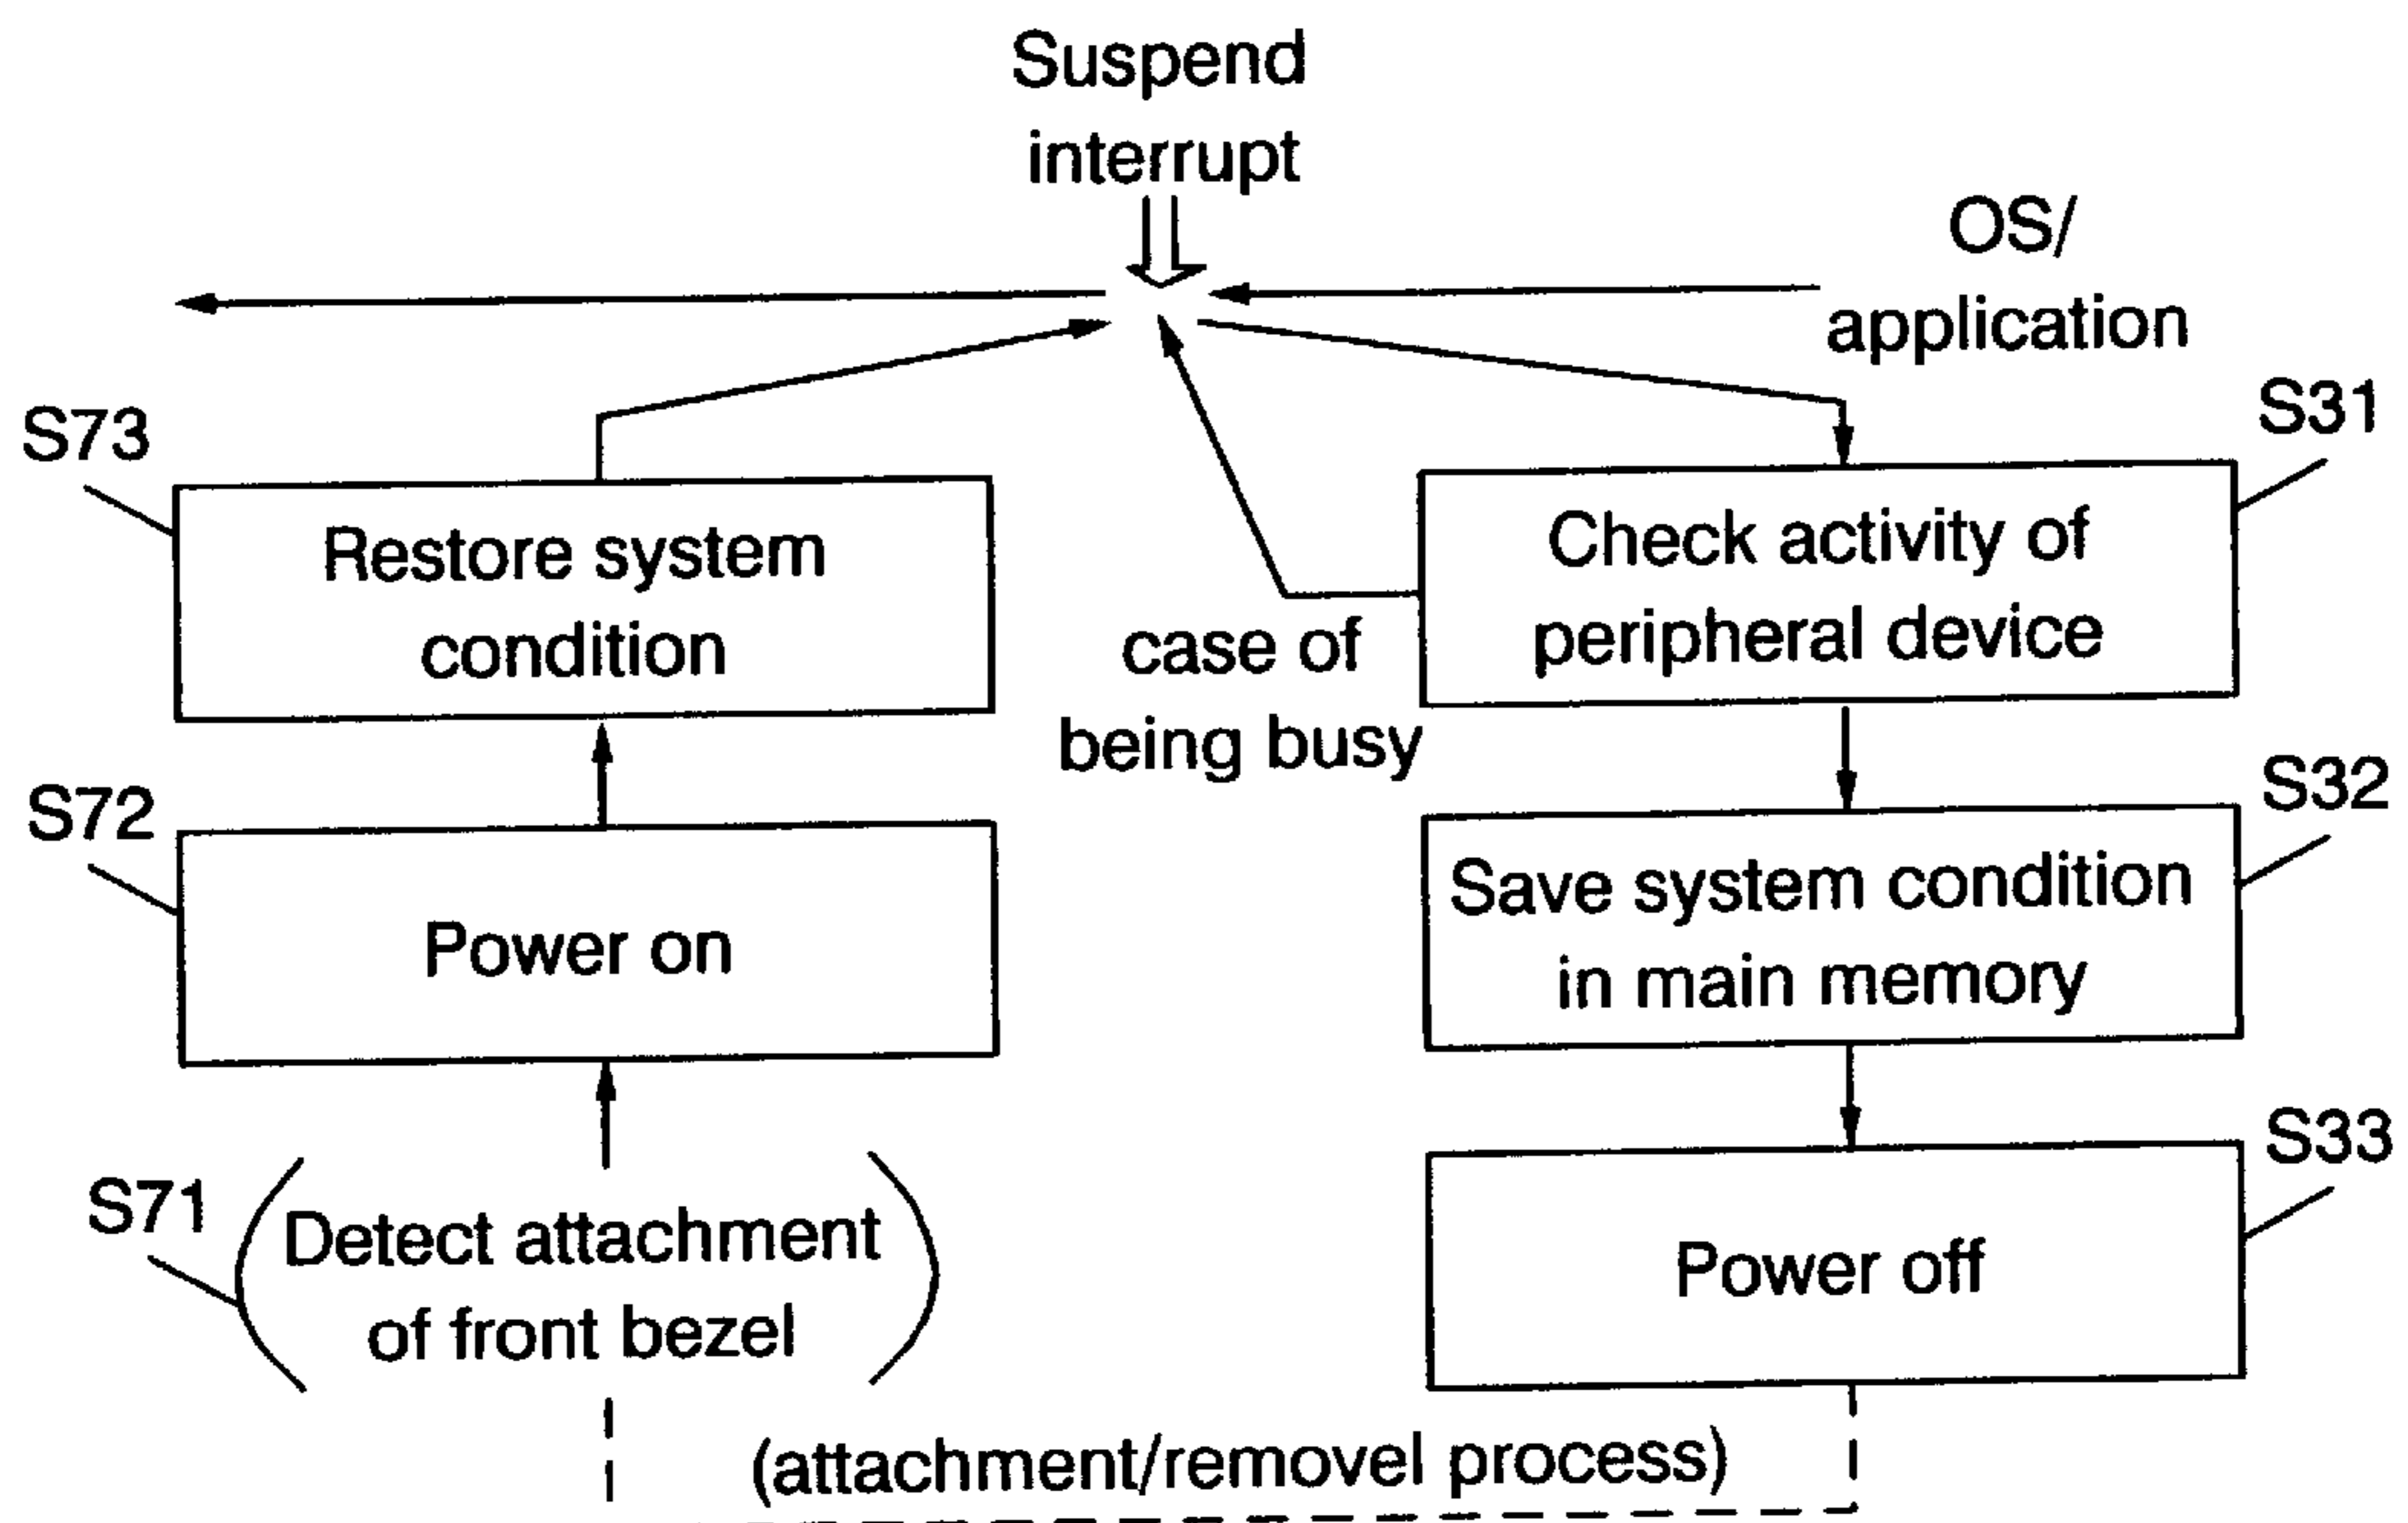 Suspend
interrupt
OS/
application
S73
S31
Restore system
condition
Check activity of
peripheral device
case of
being busy
S72
S32
Power on
Save system condition
in main memory
S71
S33
Detect attachment
of front bezel
Power off
(attachment/removel process)